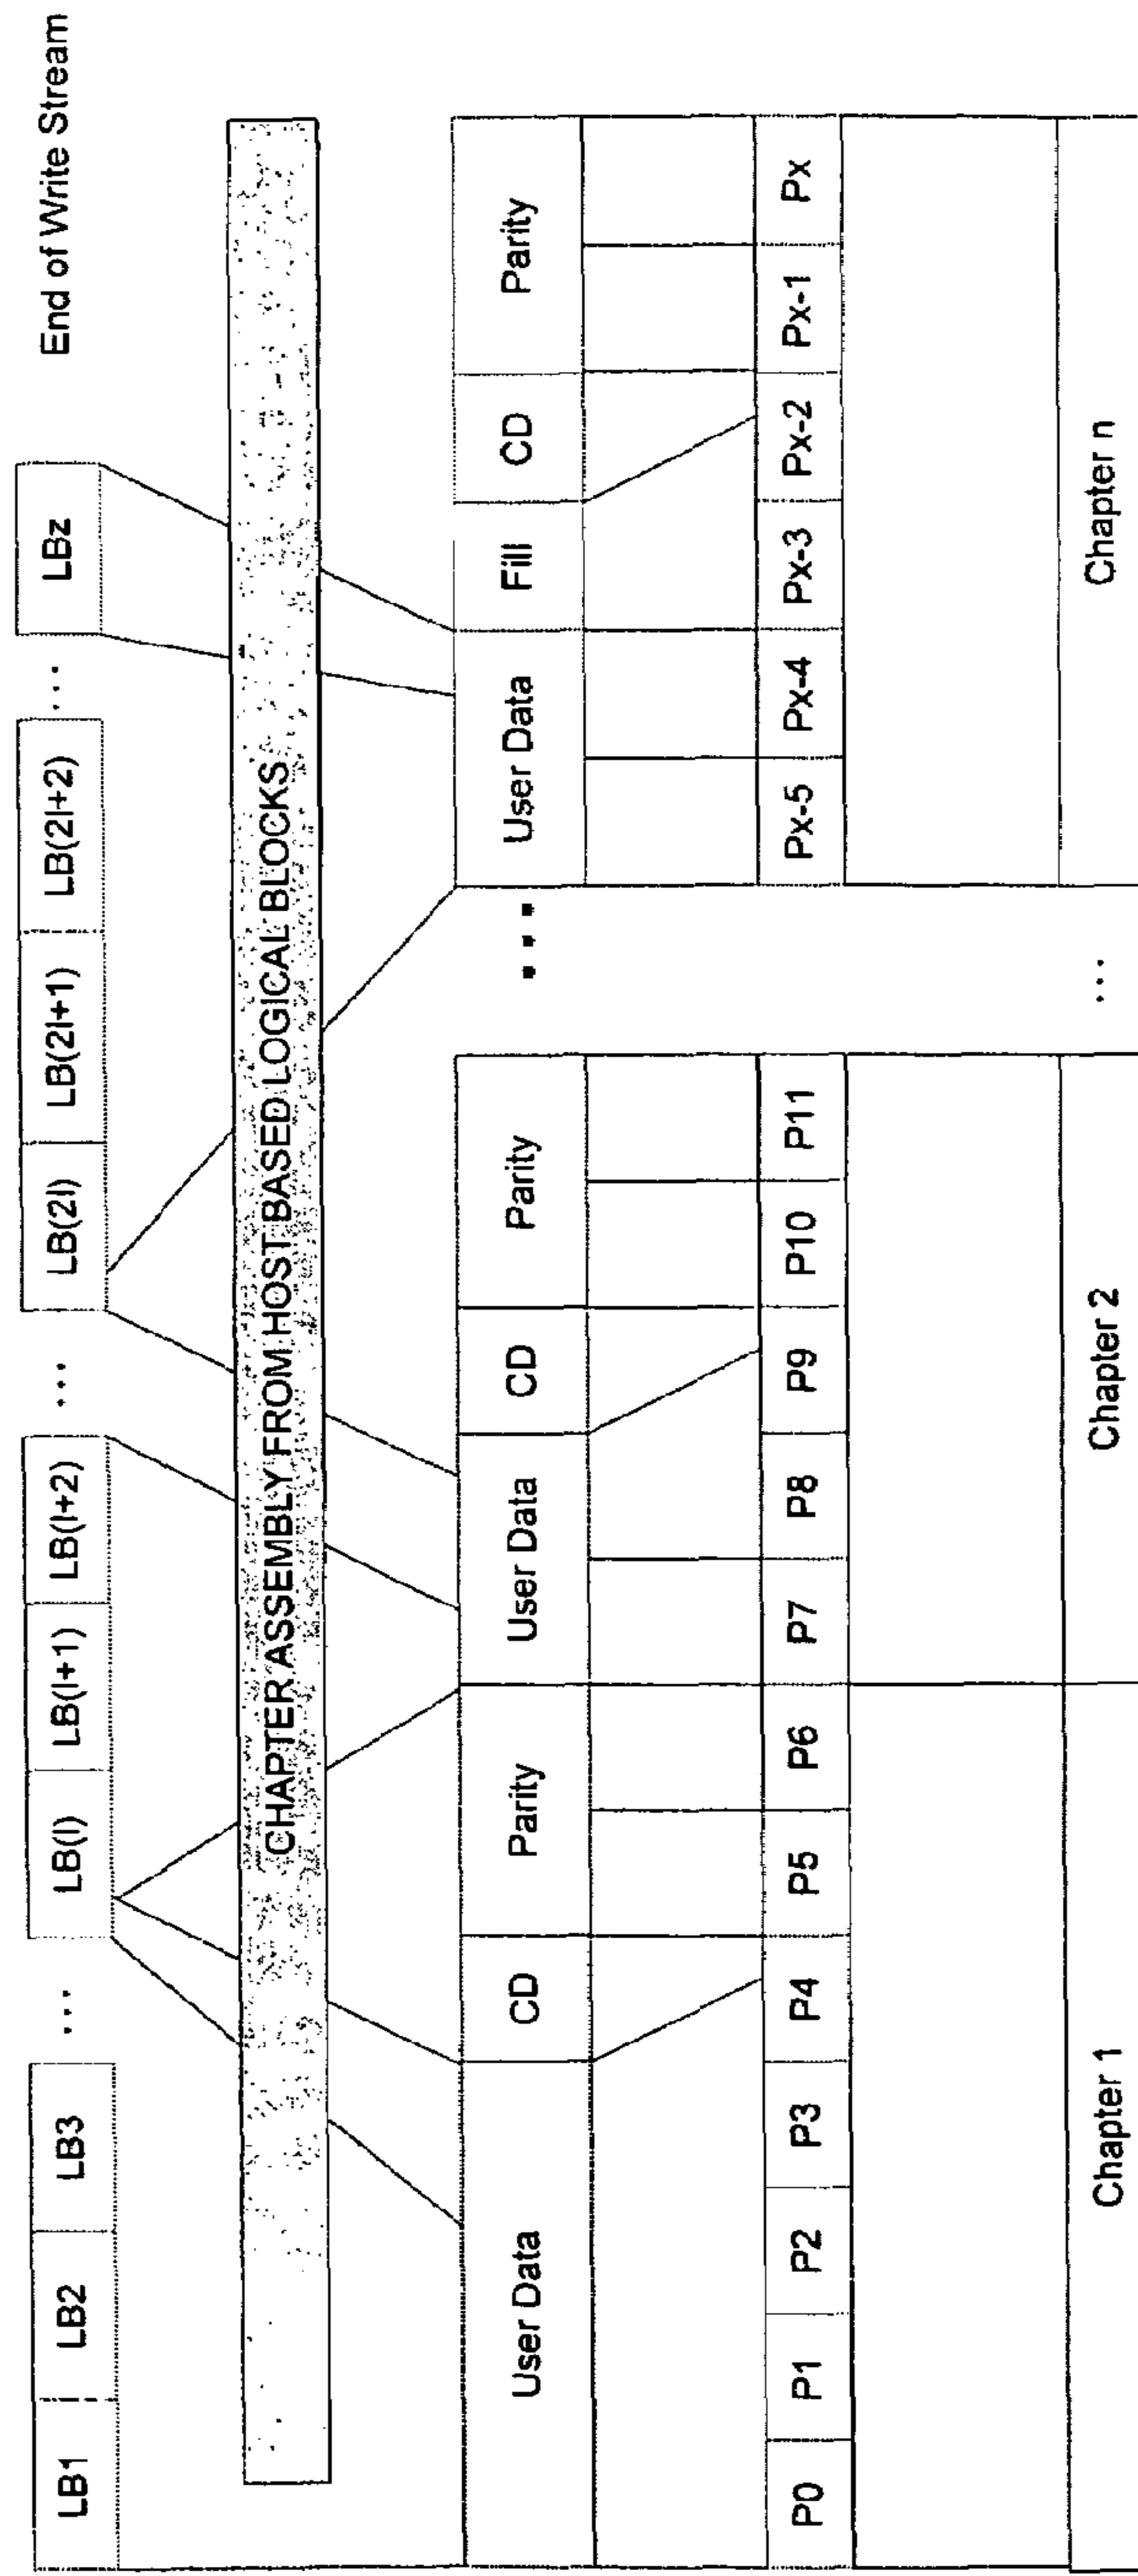 End of Write Stream
LB1 LB2 LB3 ... LB(I) LB(I+1) LB(I+2) ... LB(2I) LB(2I+1) LB(2I+2) ... LBz
CHAPTER ASSEMBLY FROM HOST BASED LOGICAL BLOCKS
User Data CD Parity User Data CD Parity ... User Data Fill CD Parity
P0 P1 P2 P3 P4 P5 P6 P7 P8 P9 P10 P11 Px-5 Px-4 Px-3 Px-2 Px-1 Px
Chapter 1 Chapter 2 ... Chapter n